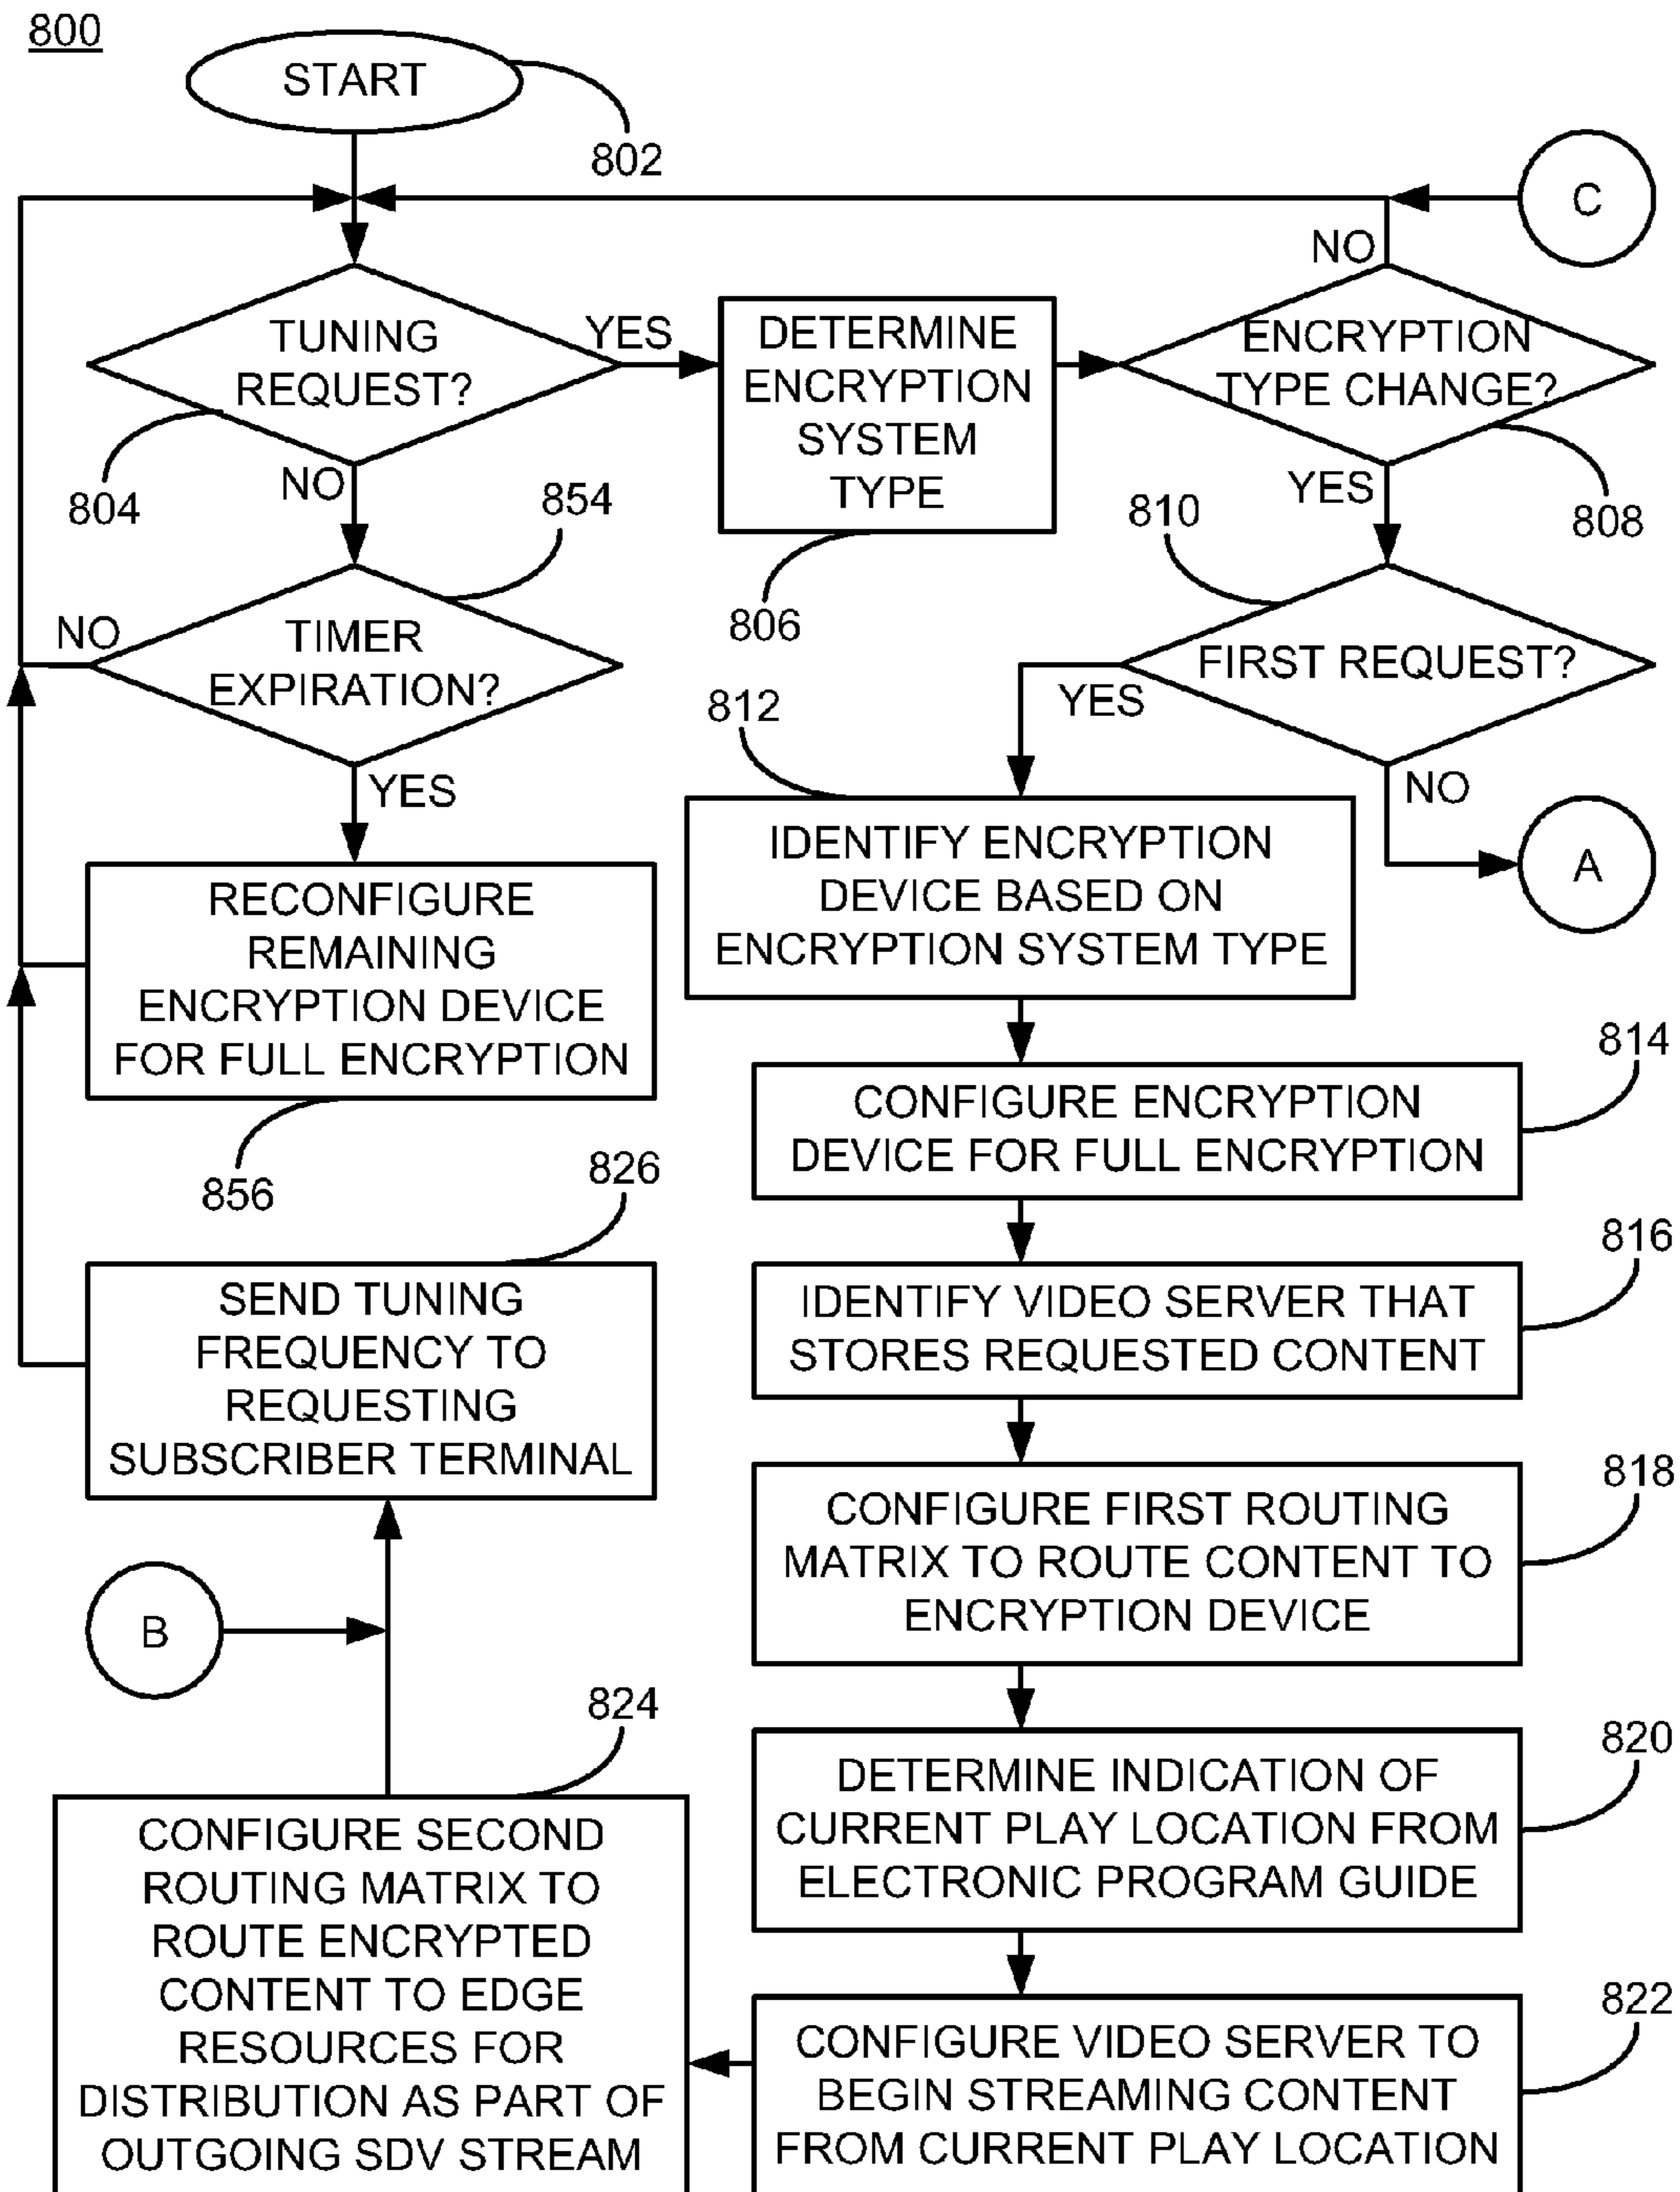 800
START
802
C
NO
TUNING
REQUEST?
YES
804
NO
DETERMINE
ENCRYPTION
SYSTEM
TYPE
806
ENCRYPTION
TYPE CHANGE?
808
YES
810
FIRST REQUEST?
YES
NO
A
854
TIMER
EXPIRATION?
NO
YES
RECONFIGURE
REMAINING
ENCRYPTION DEVICE
FOR FULL ENCRYPTION
856
812
IDENTIFY ENCRYPTION
DEVICE BASED ON
ENCRYPTION SYSTEM TYPE
814
CONFIGURE ENCRYPTION
DEVICE FOR FULL ENCRYPTION
816
IDENTIFY VIDEO SERVER THAT
STORES REQUESTED CONTENT
818
CONFIGURE FIRST ROUTING
MATRIX TO ROUTE CONTENT TO
ENCRYPTION DEVICE
820
DETERMINE INDICATION OF
CURRENT PLAY LOCATION FROM
ELECTRONIC PROGRAM GUIDE
822
CONFIGURE VIDEO SERVER TO
BEGIN STREAMING CONTENT
FROM CURRENT PLAY LOCATION
824
CONFIGURE SECOND
ROUTING MATRIX TO
ROUTE ENCRYPTED
CONTENT TO EDGE
RESOURCES FOR
DISTRIBUTION AS PART OF
OUTGOING SDV STREAM
B
826
SEND TUNING
FREQUENCY TO
REQUESTING
SUBSCRIBER TERMINAL